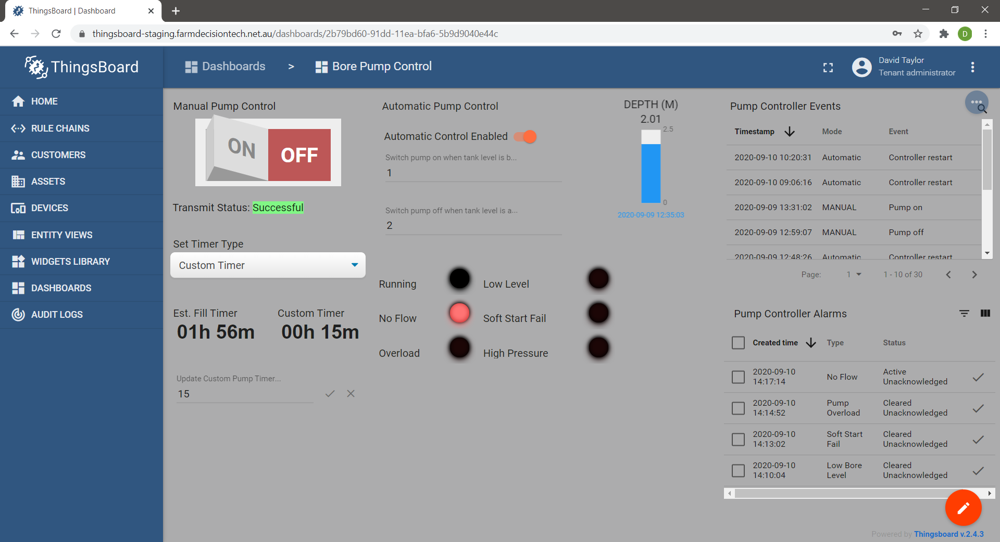 ThingsBoard | Dashboard
thingsboard-staging.farmdecisiontech.net.au/dashboards/2b79bd60-91dd-11ea-bfa6-5b9d9040e44c
D
ThingsBoard
Dashboards > Bore Pump Control
David Taylor
Tenant administrator
HOME
RULE CHAINS
CUSTOMERS
ASSETS
DEVICES
ENTITY VIEWS
WIDGETS LIBRARY
DASHBOARDS
AUDIT LOGS
Manual Pump Control
ON OFF
Transmit Status: Successful
Set Timer Type
Custom Timer
Est. Fill Timer
01h 56m
Custom Timer
00h 15m
Update Custom Pump Timer...
15
Automatic Pump Control
Automatic Control Enabled
Switch pump on when tank level is b...
1
Switch pump off when tank level is a...
2
DEPTH (M)
2.01
2.5
0
2020-09-09 12:35:03
Running
Low Level
No Flow
Soft Start Fail
Overload
High Pressure
Pump Controller Events
Timestamp Mode Event
2020-09-10 10:20:31 Automatic Controller restart
2020-09-10 09:06:16 Automatic Controller restart
2020-09-09 13:31:02 MANUAL Pump on
2020-09-09 12:59:07 MANUAL Pump off
2020-09-09 12:48:26 Automatic Controller restart
Page: 1 1 - 10 of 30
Pump Controller Alarms
Created time Type Status
2020-09-10
14:17:14
No Flow
Active
Unacknowledged
2020-09-10
14:14:52
Pump
Overload
Cleared
Unacknowledged
2020-09-10
14:13:02
Soft Start
Fail
Cleared
Unacknowledged
2020-09-10
14:10:04
Low Bore
Level
Cleared
Unacknowledged
Powered by Thingsboard v.2.4.3